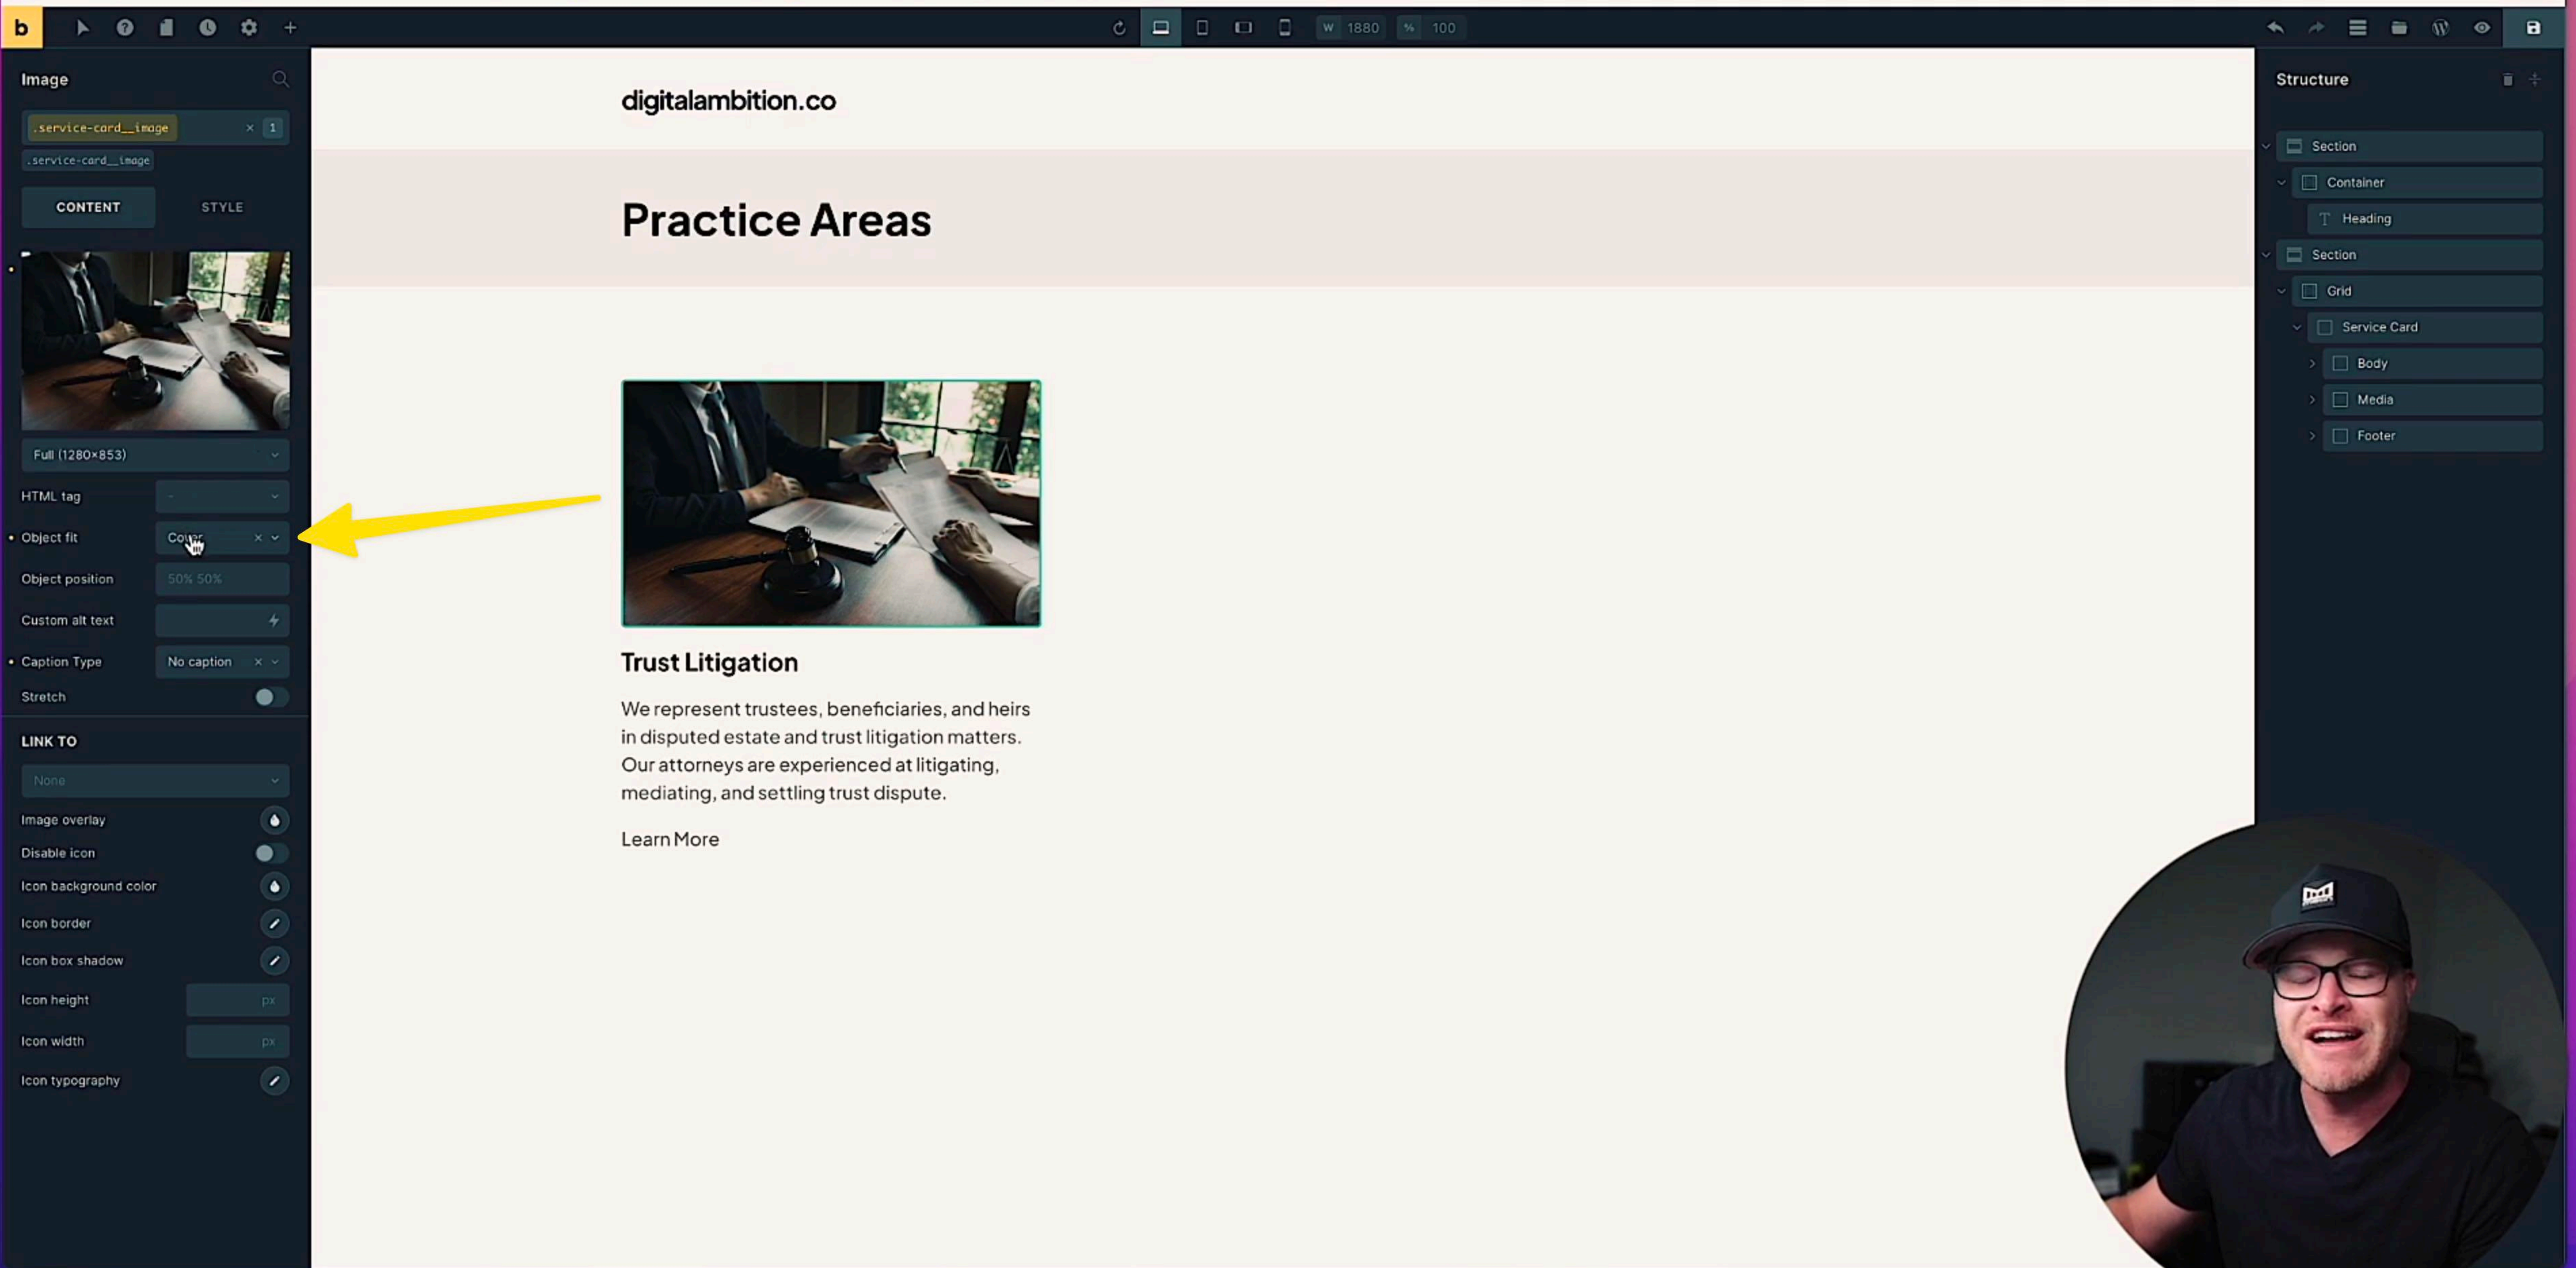 b
W 1880 % 100
Image
.service-card__image × 1
.service-card__image
CONTENT STYLE
Full (1280×853)
HTML tag -
Object fit Cover
Object position 50% 50%
Custom alt text
Caption Type No caption
Stretch
LINK TO
None
Image overlay
Disable icon
Icon background color
Icon border
Icon box shadow
Icon height px
Icon width px
Icon typography
digitalambition.co
Practice Areas
Trust Litigation
We represent trustees, beneficiaries, and heirs
in disputed estate and trust litigation matters.
Our attorneys are experienced at litigating,
mediating, and settling trust dispute.
Learn More
Structure
Section
Container
Heading
Section
Grid
Service Card
Body
Media
Footer